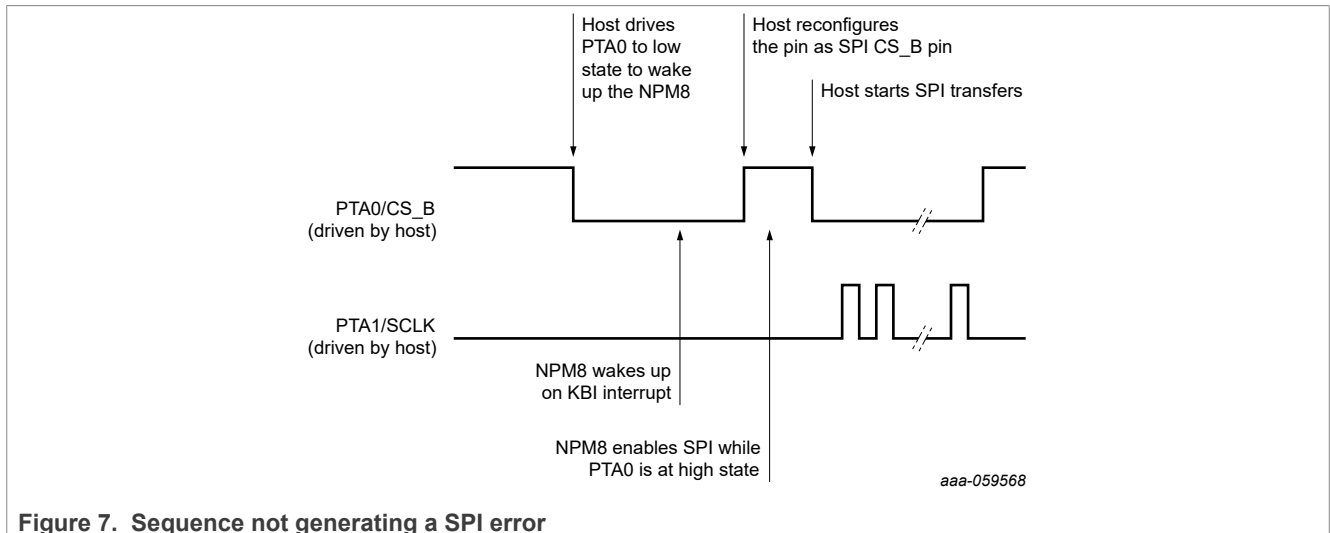 Host drives
PTA0 to low
state to wake
up the NPM8
Host reconfigures
the pin as SPI CS_B pin
Host starts SPI transfers
PTA0/CS_B
(driven by host)
PTA1/SCLK
(driven by host)
NPM8 wakes up
on KBI interrupt
NPM8 enables SPI while
PTA0 is at high state
aaa-059568
Figure 7. Sequence not generating a SPI error